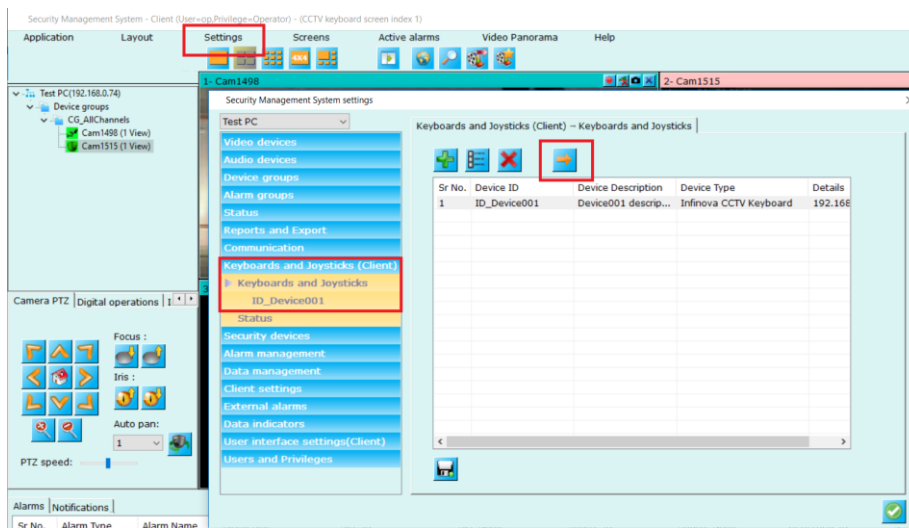 Security Management System - Client (User=op,Privilege=Operator) - (CCTV keyboard screen index 1)
Application Layout Settings Screens Active alarms Video Panorama Help
4X4
1- Cam1498
2- Cam1515
Test PC(192.168.0.74)
Device groups
CG_AllChannels
Cam1498 (1 View)
Cam1515 (1 View)
Security Management System settings
Test PC
Video devices
Audio devices
Device groups
Alarm groups
Status
Reports and Export
Communication
Keyboards and Joysticks (Client)
Keyboards and Joysticks
ID_Device001
Status
Security devices
Alarm management
Data management
Client settings
External alarms
Data indicators
User interface settings(Client)
Users and Privileges
Keyboards and Joysticks (Client) -- Keyboards and Joysticks
Sr No. Device ID Device Description Device Type Details
1 ID_Device001 Device001 descrip... Infinova CCTV Keyboard 192.168
3
Camera PTZ Digital operations
Focus :
Iris :
Auto pan:
1
PTZ speed:
Alarms Notifications
Sr No. Alarm Type Alarm Name